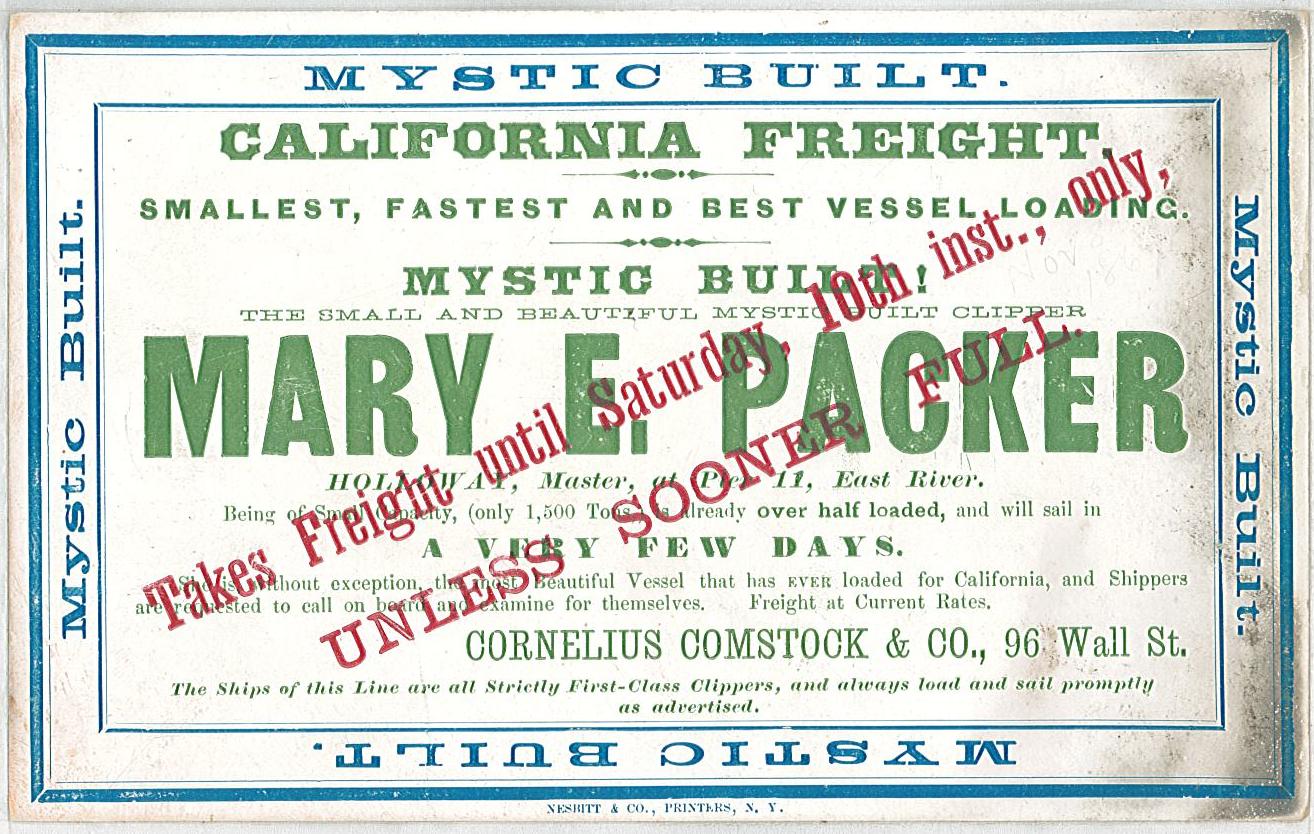 MYSTIC BUILT.
Mystic Built.
Mystic Built.
CALIFORNIA FREIGHT.
SMALLEST, FASTEST AND BEST VESSEL LOADING.
MYSTIC BUILT!
THE SMALL AND BEAUTIFUL MYSTIC BUILT CLIPPER
MARY E. PACKER
HOLLOWAY, Master, at Pier 11, East River.
Being of Small Capacity, (only 1,500 Tons,) is already over half loaded, and will sail in
A VERY FEW DAYS.
She is, without exception, the most Beautiful Vessel that has EVER loaded for California, and Shippers
are requested to call on board and examine for themselves. Freight at Current Rates.
CORNELIUS COMSTOCK & CO., 96 Wall St.
The Ships of this Line are all Strictly First-Class Clippers, and always load and sail promptly
as advertised.
Takes Freight until Saturday, 10th inst., only,
UNLESS SOONER FULL.
MYSTIC BUILT.
NESBITT & CO., PRINTERS, N. Y.